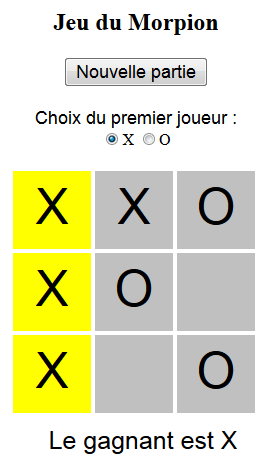 Jeu du Morpion
Nouvelle partie
Choix du premier joueur :
X O
X X O
X O
X O
Le gagnant est X